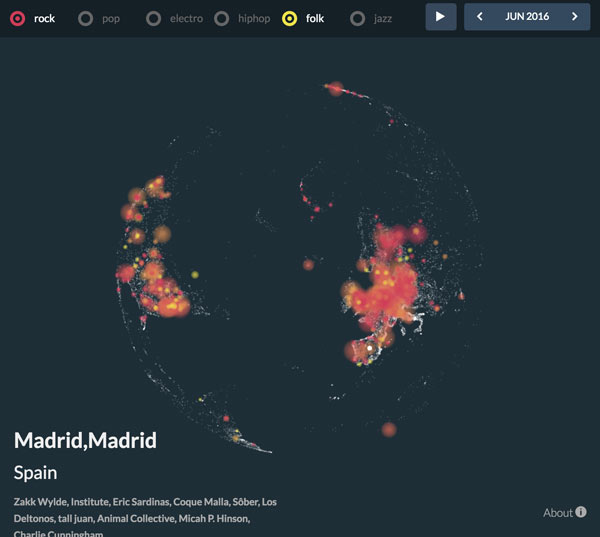 rock pop electro hiphop folk jazz JUN 2016
Madrid,Madrid
Spain
Zakk Wylde, Institute, Eric Sardinas, Coque Malla, Sôber, Los
Deltonos, tall juan, Animal Collective, Micah P. Hinson,
Charlie Cunningham
About